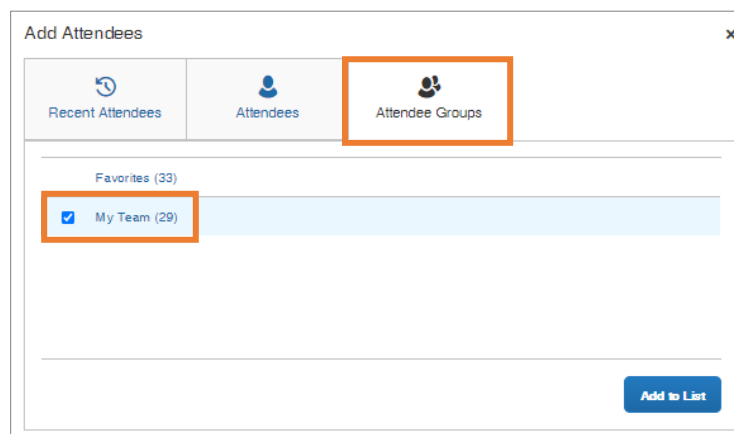 Add Attendees
×
Recent Attendees
Attendees
Attendee Groups
Favorites (33)
My Team (29)
Add to List